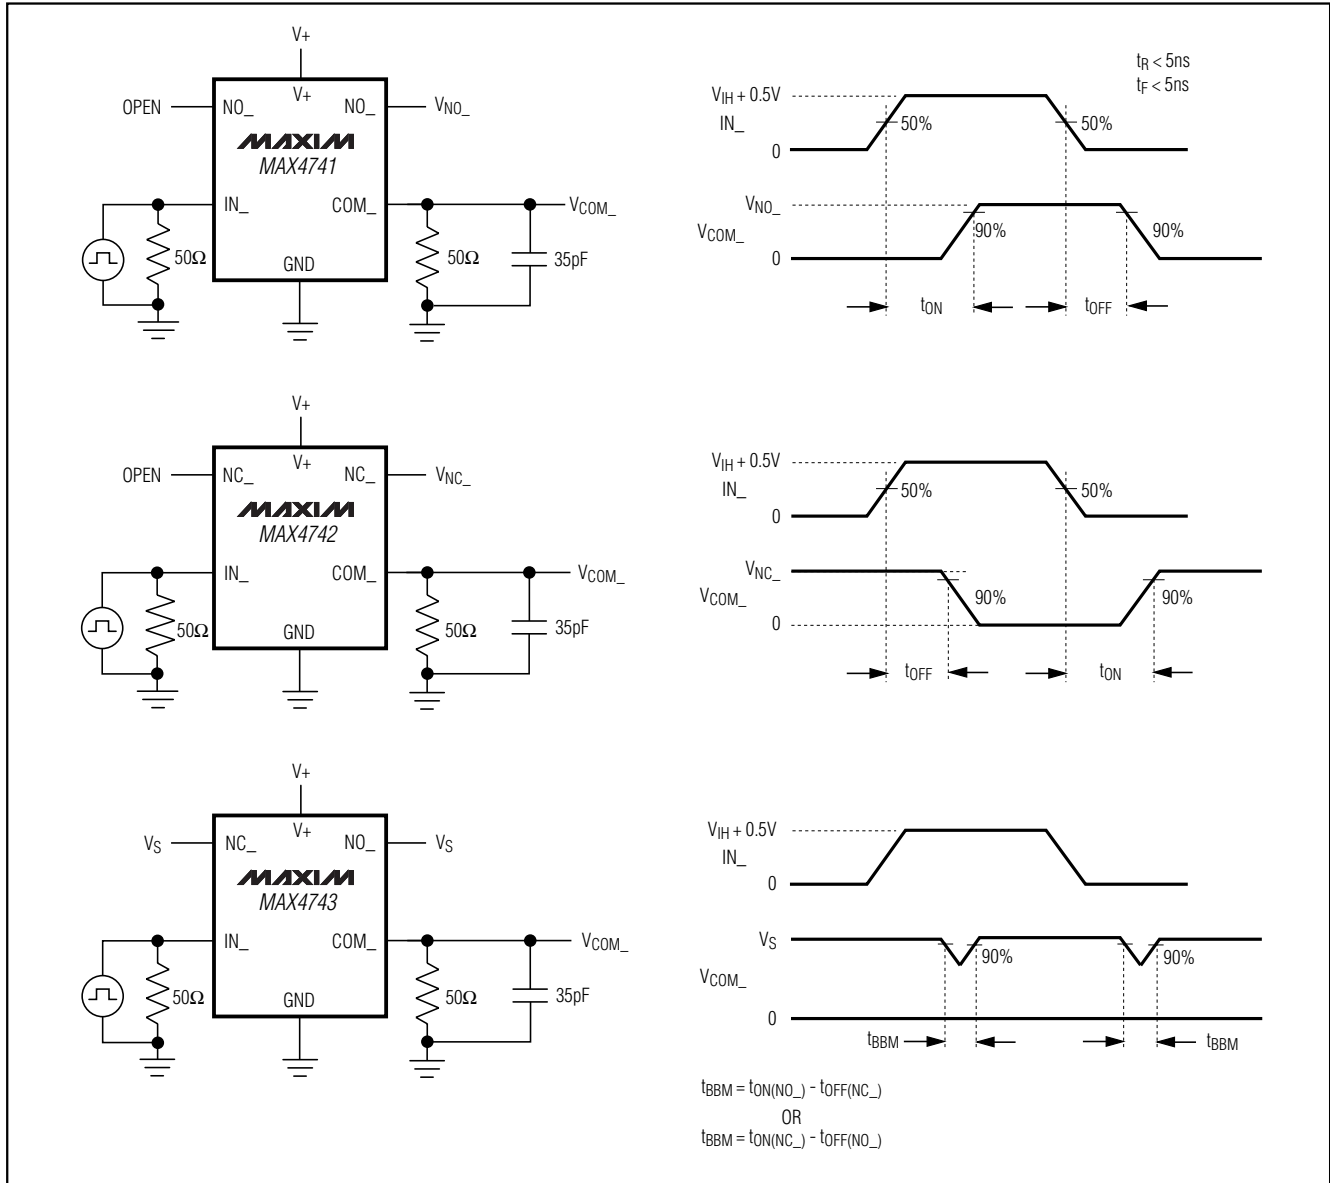 V+
V+
OPEN
NO_
NO_
VNO_
MAXIM
MAX4741
IN_
COM_
VCOM_
50Ω
50Ω
35pF
GND
tR < 5ns
tF < 5ns
VIH + 0.5V
IN_
0
50%
50%
VNO_
VCOM_
0
90%
90%
tON
tOFF
V+
V+
OPEN
NC_
NC_
VNC_
MAXIM
MAX4742
IN_
COM_
VCOM_
50Ω
50Ω
35pF
GND
VIH + 0.5V
IN_
0
50%
50%
VNC_
VCOM_
0
90%
90%
tOFF
tON
V+
V+
VS
NC_
NO_
VS
MAXIM
MAX4743
IN_
COM_
VCOM_
50Ω
50Ω
35pF
GND
VIH + 0.5V
IN_
0
VS
VCOM_
0
90%
90%
tBBM
tBBM
tBBM = tON(NO_) - tOFF(NC_)
OR
tBBM = tON(NC_) - tOFF(NO_)